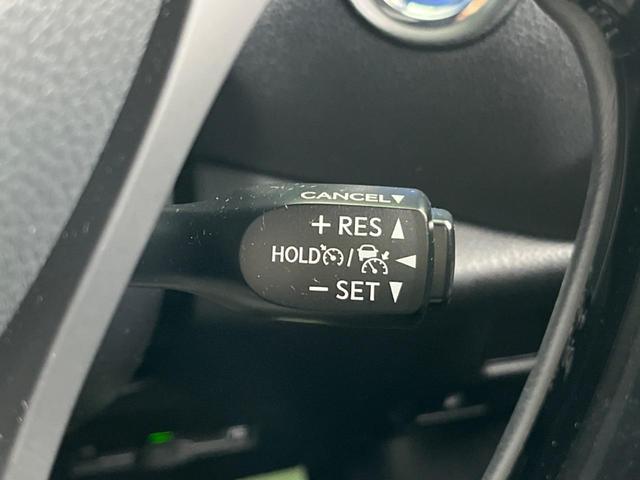 CANCEL▼
+ RES ▲
HOLD / ◀
− SET ▼